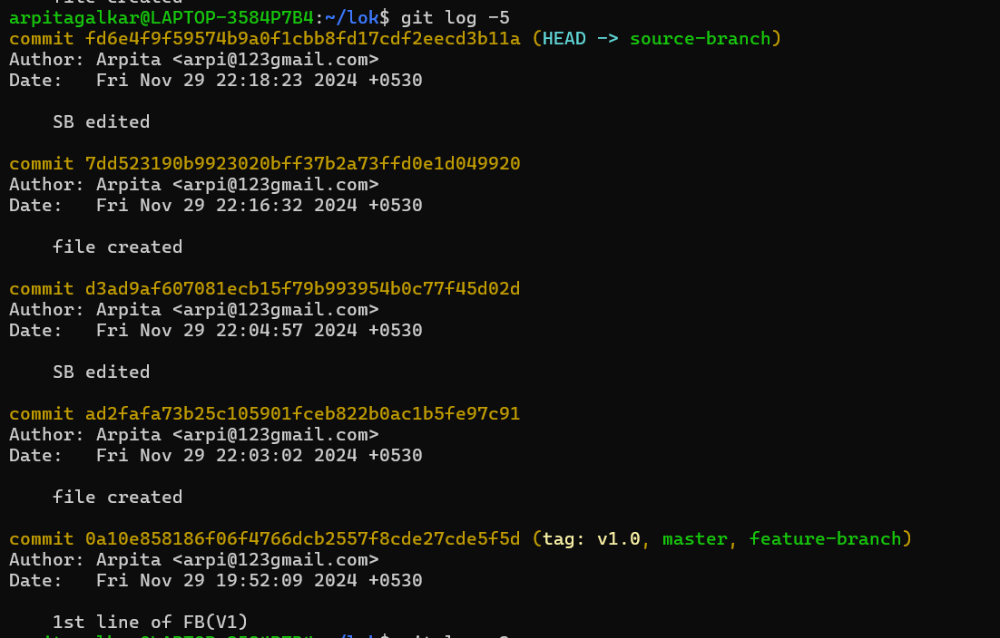 file created
arpitagalkar@LAPTOP-3584P7B4:~/lok$ git log -5
commit fd6e4f9f59574b9a0f1cbb8fd17cdf2eecd3b11a (HEAD -> source-branch)
Author: Arpita <arpi@123gmail.com>
Date:   Fri Nov 29 22:18:23 2024 +0530
    SB edited
commit 7dd523190b9923020bff37b2a73ffd0e1d049920
Author: Arpita <arpi@123gmail.com>
Date:   Fri Nov 29 22:16:32 2024 +0530
    file created
commit d3ad9af607081ecb15f79b993954b0c77f45d02d
Author: Arpita <arpi@123gmail.com>
Date:   Fri Nov 29 22:04:57 2024 +0530
    SB edited
commit ad2fafa73b25c105901fceb822b0ac1b5fe97c91
Author: Arpita <arpi@123gmail.com>
Date:   Fri Nov 29 22:03:02 2024 +0530
    file created
commit 0a10e858186f06f4766dcb2557f8cde27cde5f5d (tag: v1.0, master, feature-branch)
Author: Arpita <arpi@123gmail.com>
Date:   Fri Nov 29 19:52:09 2024 +0530
    1st line of FB(V1)